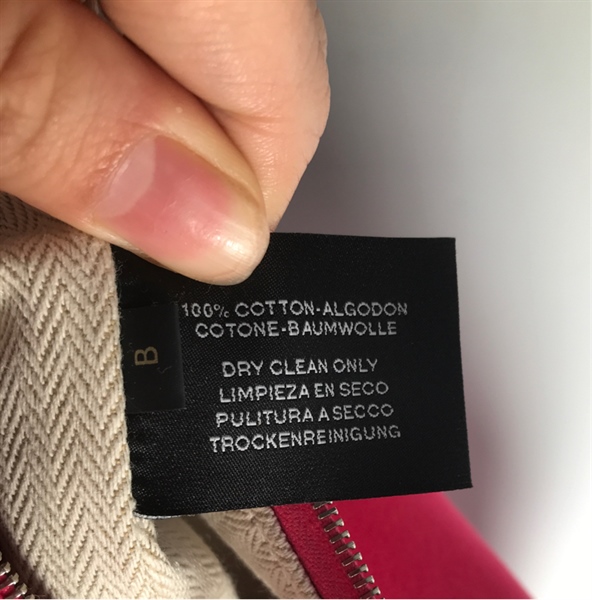 100% COTTON-ALGODON
COTONE-BAUMWOLLE
DRY CLEAN ONLY
LIMPIEZA EN SECO
PULITURA A SECCO
TROCKENREINIGUNG
B